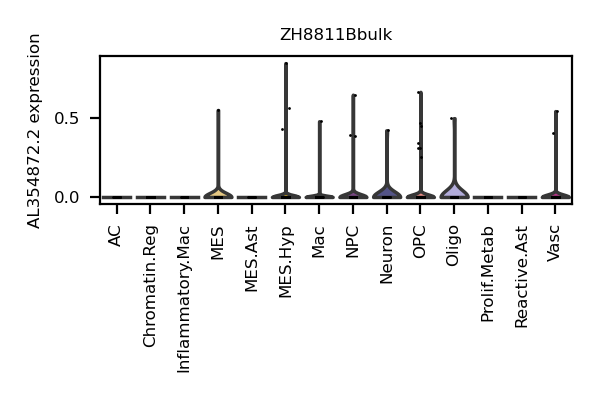 ZH8811Bbulk
AL354872.2 expression
0.5
0.0
AC
Chromatin.Reg
Inflammatory.Mac
MES
MES.Ast
MES.Hyp
Mac
NPC
Neuron
OPC
Oligo
Prolif.Metab
Reactive.Ast
Vasc